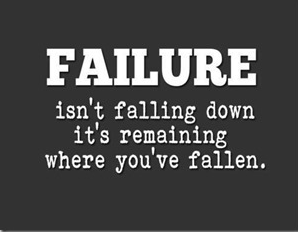 FAILURE
isn't falling down
it's remaining
where you've fallen.